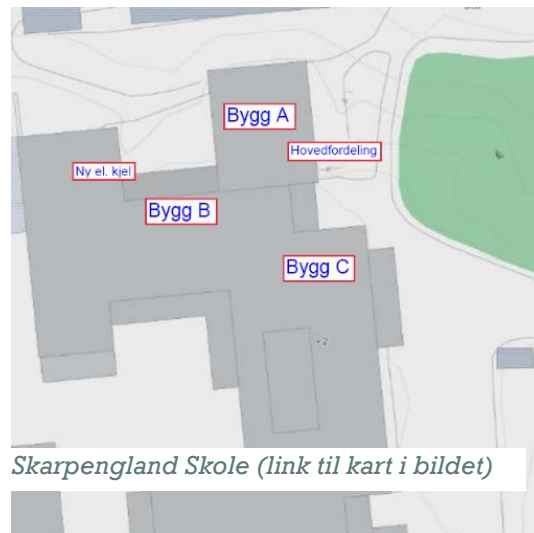 Bygg A
Hovedfordeling
Ny el. kjel
Bygg B
Bygg C
Skarpengland Skole (link til kart i bildet)